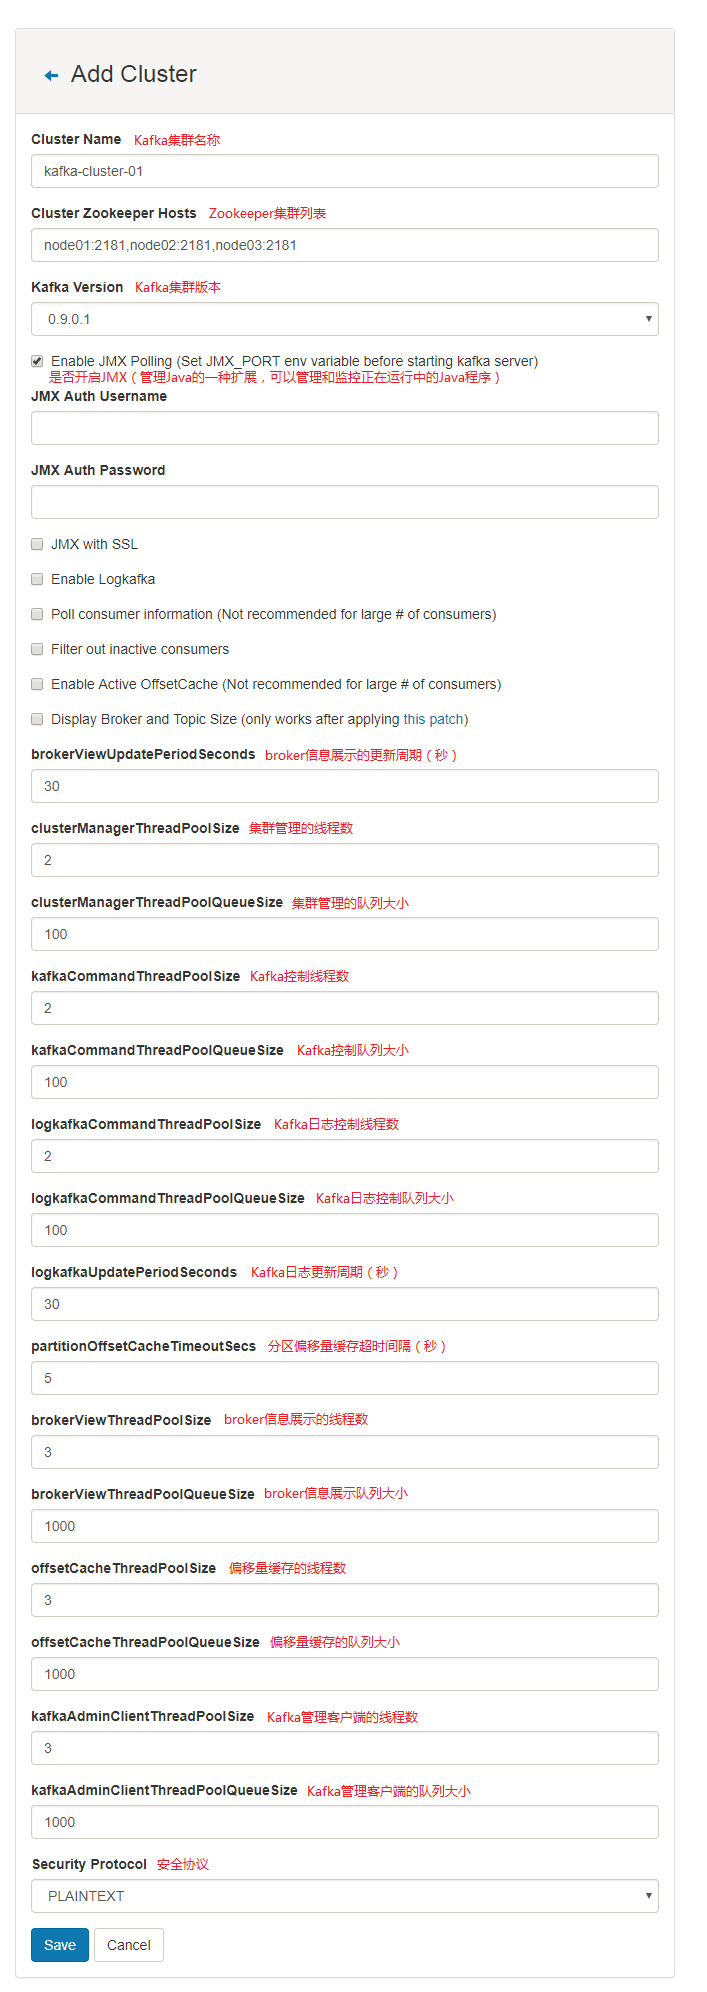 Add Cluster
Cluster Name Kafka集群名称
kafka-cluster-01
Cluster Zookeeper Hosts Zookeeper集群列表
node01:2181,node02:2181,node03:2181
Kafka Version Kafka集群版本
0.9.0.1
Enable JMX Polling (Set JMX_PORT env variable before starting kafka server)
是否开启JMX（管理Java的一种扩展，可以管理和监控正在运行中的Java程序）
JMX Auth Username
JMX Auth Password
JMX with SSL
Enable Logkafka
Poll consumer information (Not recommended for large # of consumers)
Filter out inactive consumers
Enable Active OffsetCache (Not recommended for large # of consumers)
Display Broker and Topic Size (only works after applying this patch)
brokerViewUpdatePeriodSeconds broker信息展示的更新周期（秒）
30
clusterManagerThreadPoolSize 集群管理的线程数
2
clusterManagerThreadPoolQueueSize 集群管理的队列大小
100
kafkaCommandThreadPoolSize Kafka控制线程数
2
kafkaCommandThreadPoolQueueSize Kafka控制队列大小
100
logkafkaCommandThreadPoolSize Kafka日志控制线程数
2
logkafkaCommandThreadPoolQueueSize Kafka日志控制队列大小
100
logkafkaUpdatePeriodSeconds Kafka日志更新周期（秒）
30
partitionOffsetCacheTimeoutSecs 分区偏移量缓存超时间隔（秒）
5
brokerViewThreadPoolSize broker信息展示的线程数
3
brokerViewThreadPoolQueueSize broker信息展示队列大小
1000
offsetCacheThreadPoolSize 偏移量缓存的线程数
3
offsetCacheThreadPoolQueueSize 偏移量缓存的队列大小
1000
kafkaAdminClientThreadPoolSize Kafka管理客户端的线程数
3
kafkaAdminClientThreadPoolQueueSize Kafka管理客户端的队列大小
1000
Security Protocol 安全协议
PLAINTEXT
Save Cancel